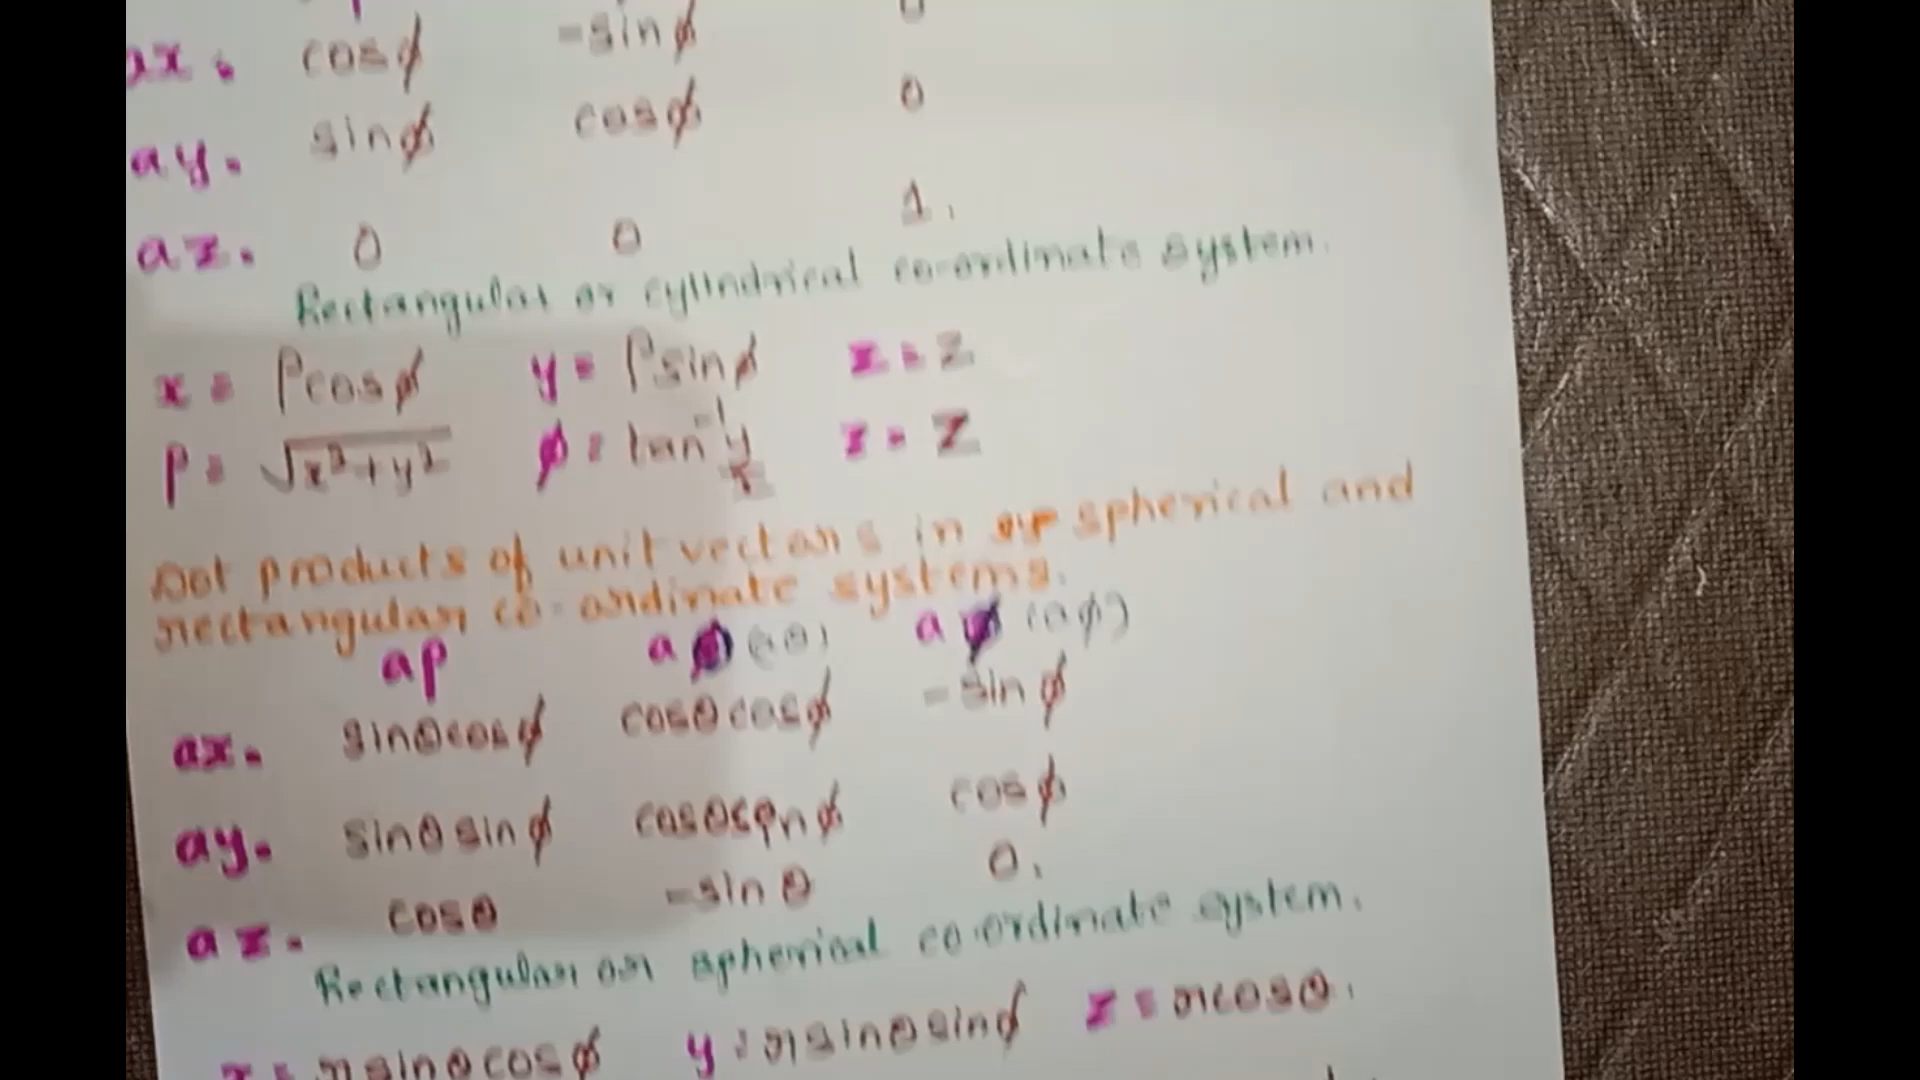 ax. cosϕ -sinϕ 0
ay. sinϕ cosϕ 0
az. 0 0 1.
Rectangular or cylindrical co-ordinate system.
x = ρcosϕ y = ρsinϕ z = z
ρ = √x²+y² ϕ = tan⁻¹ y/x z = z
Dot products of unit vectors in spherical and
rectangular co-ordinate systems.
aρ a (aθ) a (aϕ)
ax. sinθcosϕ cosθcosϕ -sinϕ
ay. sinθsinϕ cosθsinϕ cosϕ
az. cosθ -sinθ 0.
Rectangular or spherical co-ordinate system.
x = rsinθcosϕ y = rsinθsinϕ z = rcosθ.